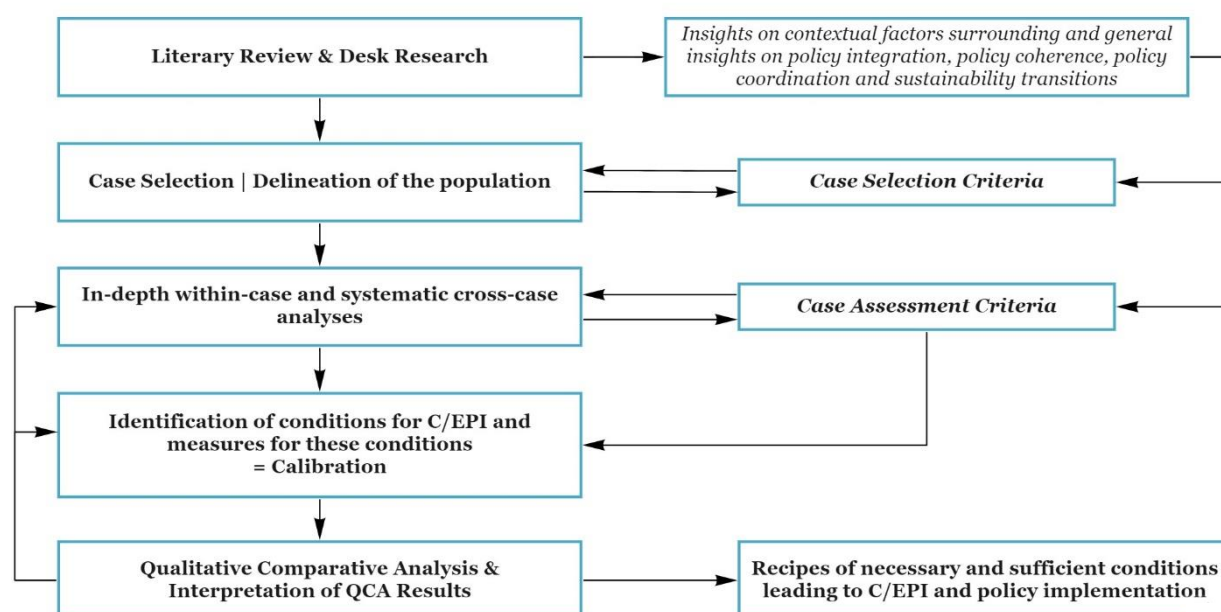 Literary Review & Desk Research
Insights on contextual factors surrounding and general
insights on policy integration, policy coherence, policy
coordination and sustainability transitions
Case Selection | Delineation of the population
Case Selection Criteria
In-depth within-case and systematic cross-case
analyses
Case Assessment Criteria
Identification of conditions for C/EPI and
measures for these conditions
= Calibration
Qualitative Comparative Analysis &
Interpretation of QCA Results
Recipes of necessary and sufficient conditions
leading to C/EPI and policy implementation